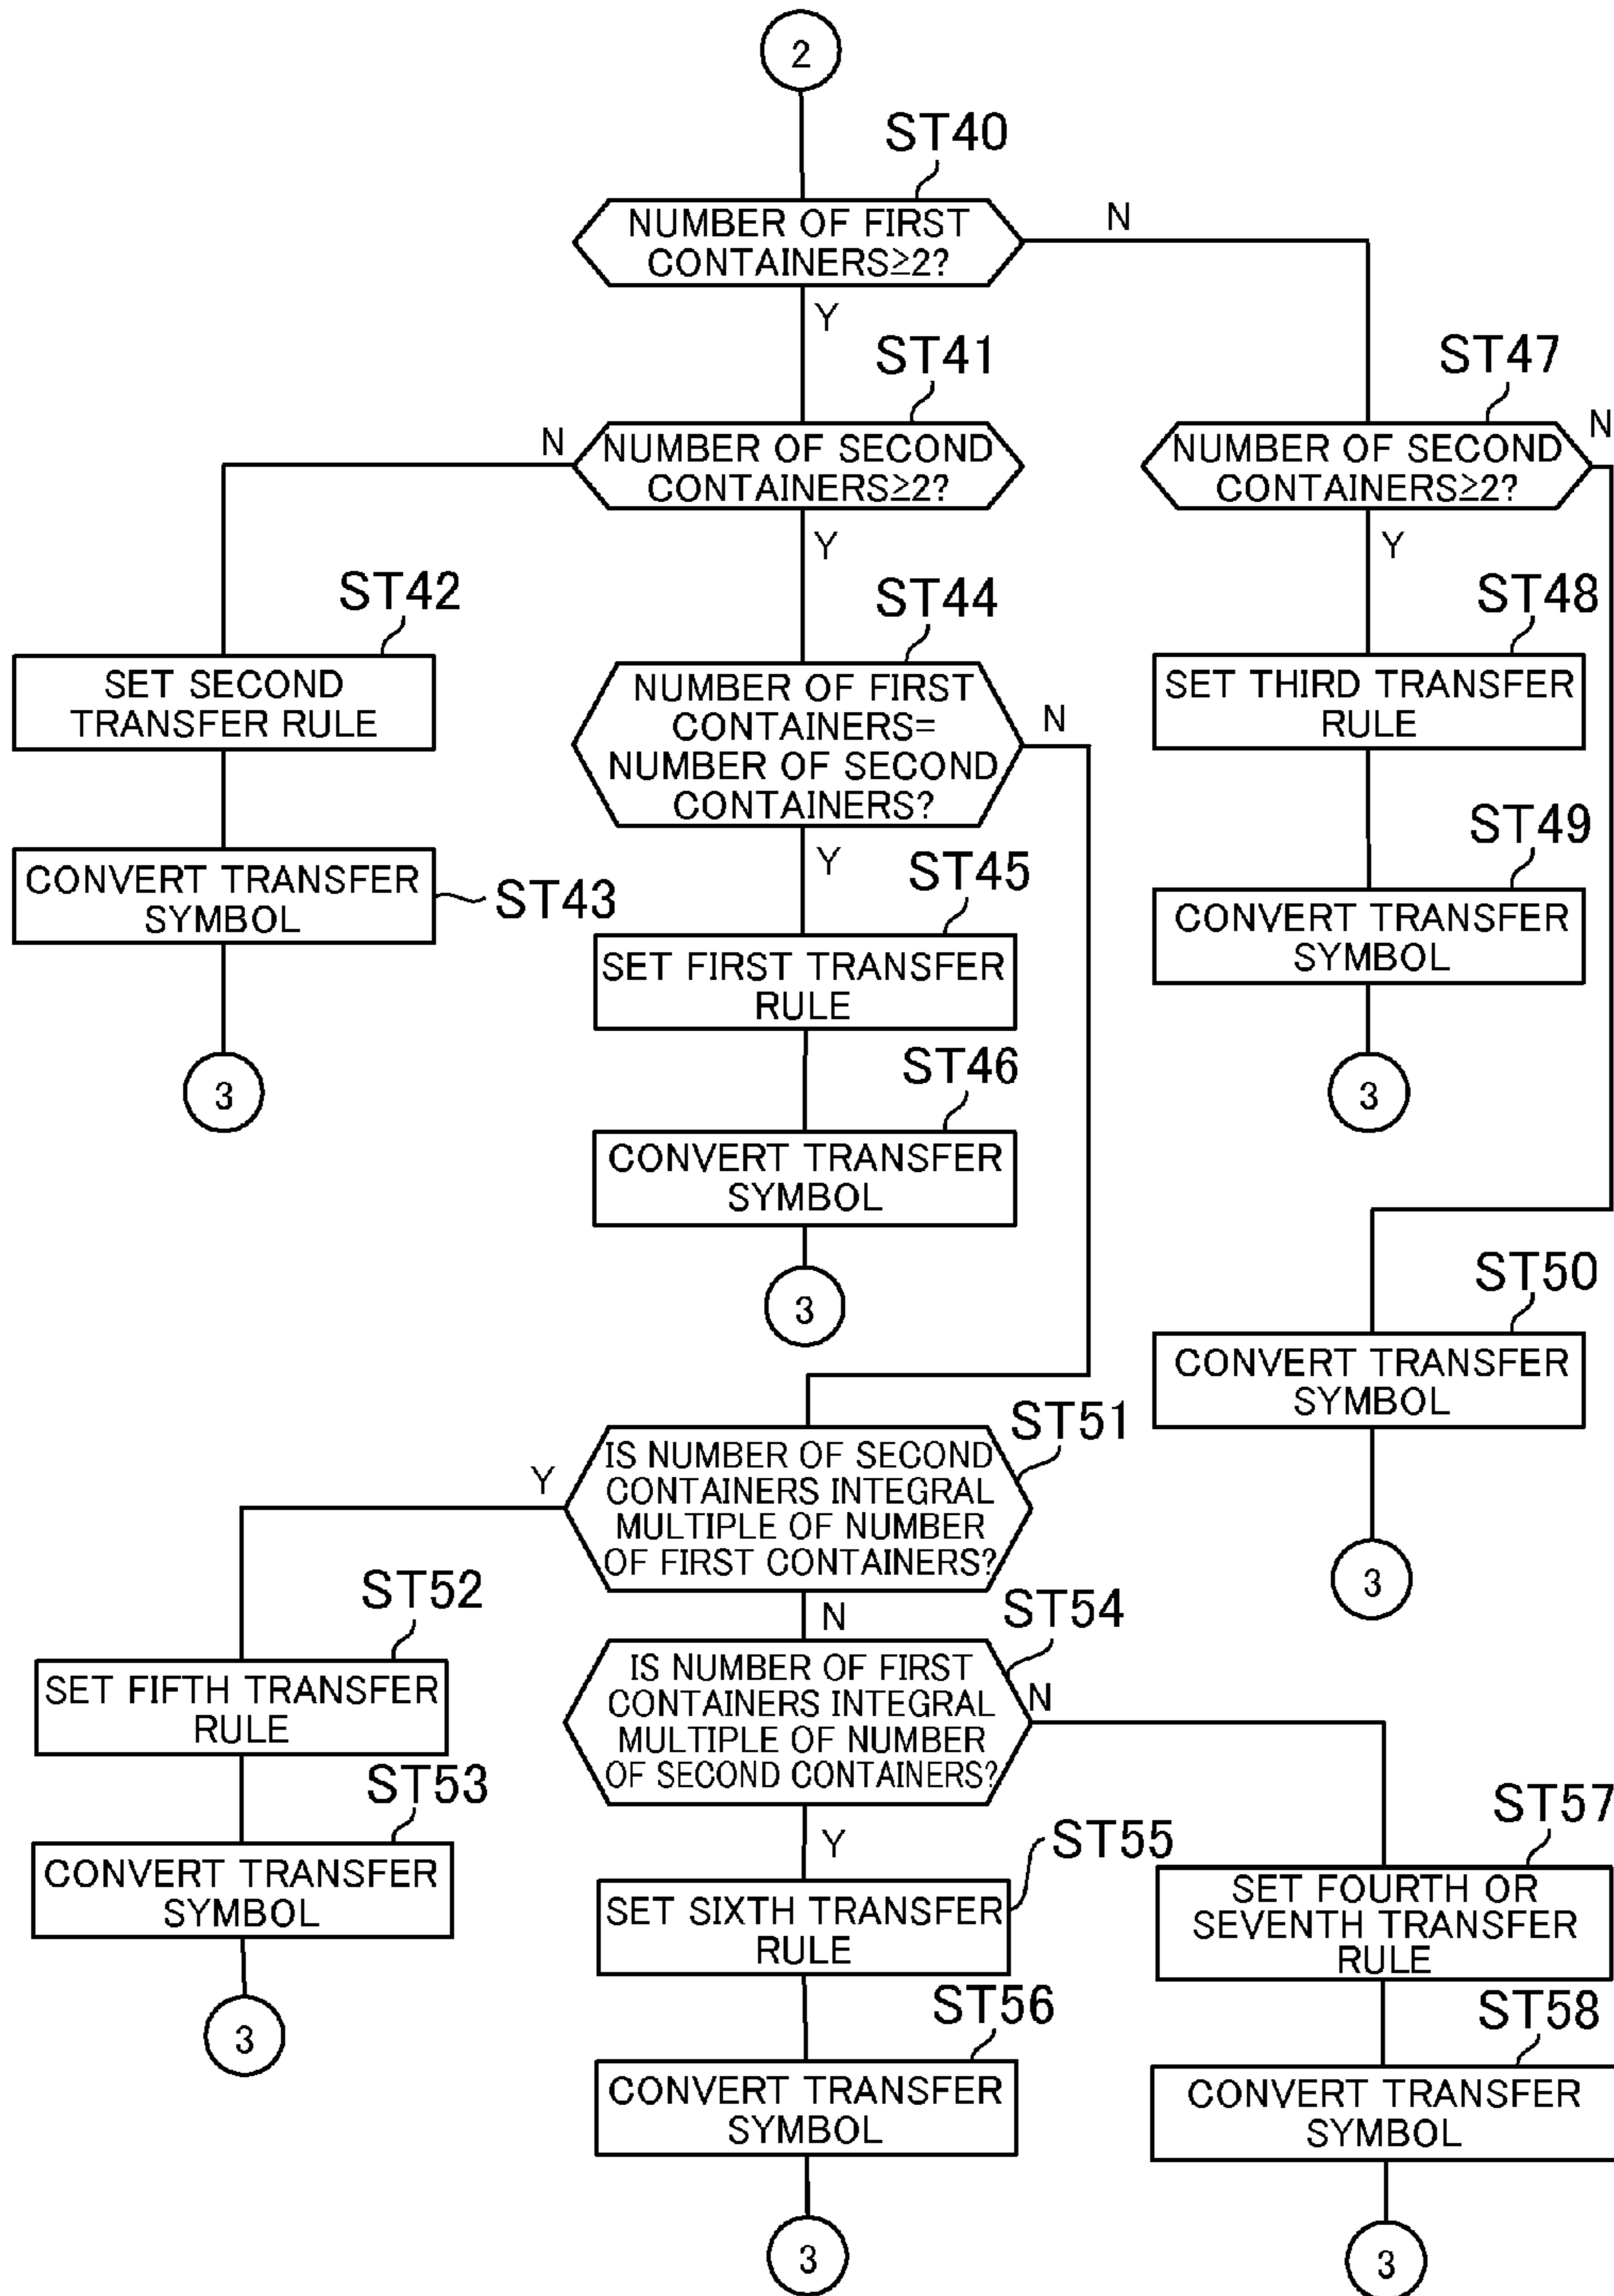 2
ST40
NUMBER OF FIRST
CONTAINERS≥2?
N
Y
ST41
NUMBER OF SECOND
CONTAINERS≥2?
N
Y
ST47
NUMBER OF SECOND
CONTAINERS≥2?
N
Y
ST42
SET SECOND
TRANSFER RULE
CONVERT TRANSFER
SYMBOL
ST43
3
ST44
NUMBER OF FIRST
CONTAINERS=
NUMBER OF SECOND
CONTAINERS?
N
Y
ST45
SET FIRST TRANSFER
RULE
ST46
CONVERT TRANSFER
SYMBOL
3
ST48
SET THIRD TRANSFER
RULE
ST49
CONVERT TRANSFER
SYMBOL
3
ST50
CONVERT TRANSFER
SYMBOL
3
ST51
IS NUMBER OF SECOND
CONTAINERS INTEGRAL
MULTIPLE OF NUMBER
OF FIRST CONTAINERS?
Y
N
ST52
SET FIFTH TRANSFER
RULE
ST53
CONVERT TRANSFER
SYMBOL
3
ST54
IS NUMBER OF FIRST
CONTAINERS INTEGRAL
MULTIPLE OF NUMBER
OF SECOND CONTAINERS?
N
Y
ST55
SET SIXTH TRANSFER
RULE
ST56
CONVERT TRANSFER
SYMBOL
3
ST57
SET FOURTH OR
SEVENTH TRANSFER
RULE
ST58
CONVERT TRANSFER
SYMBOL
3